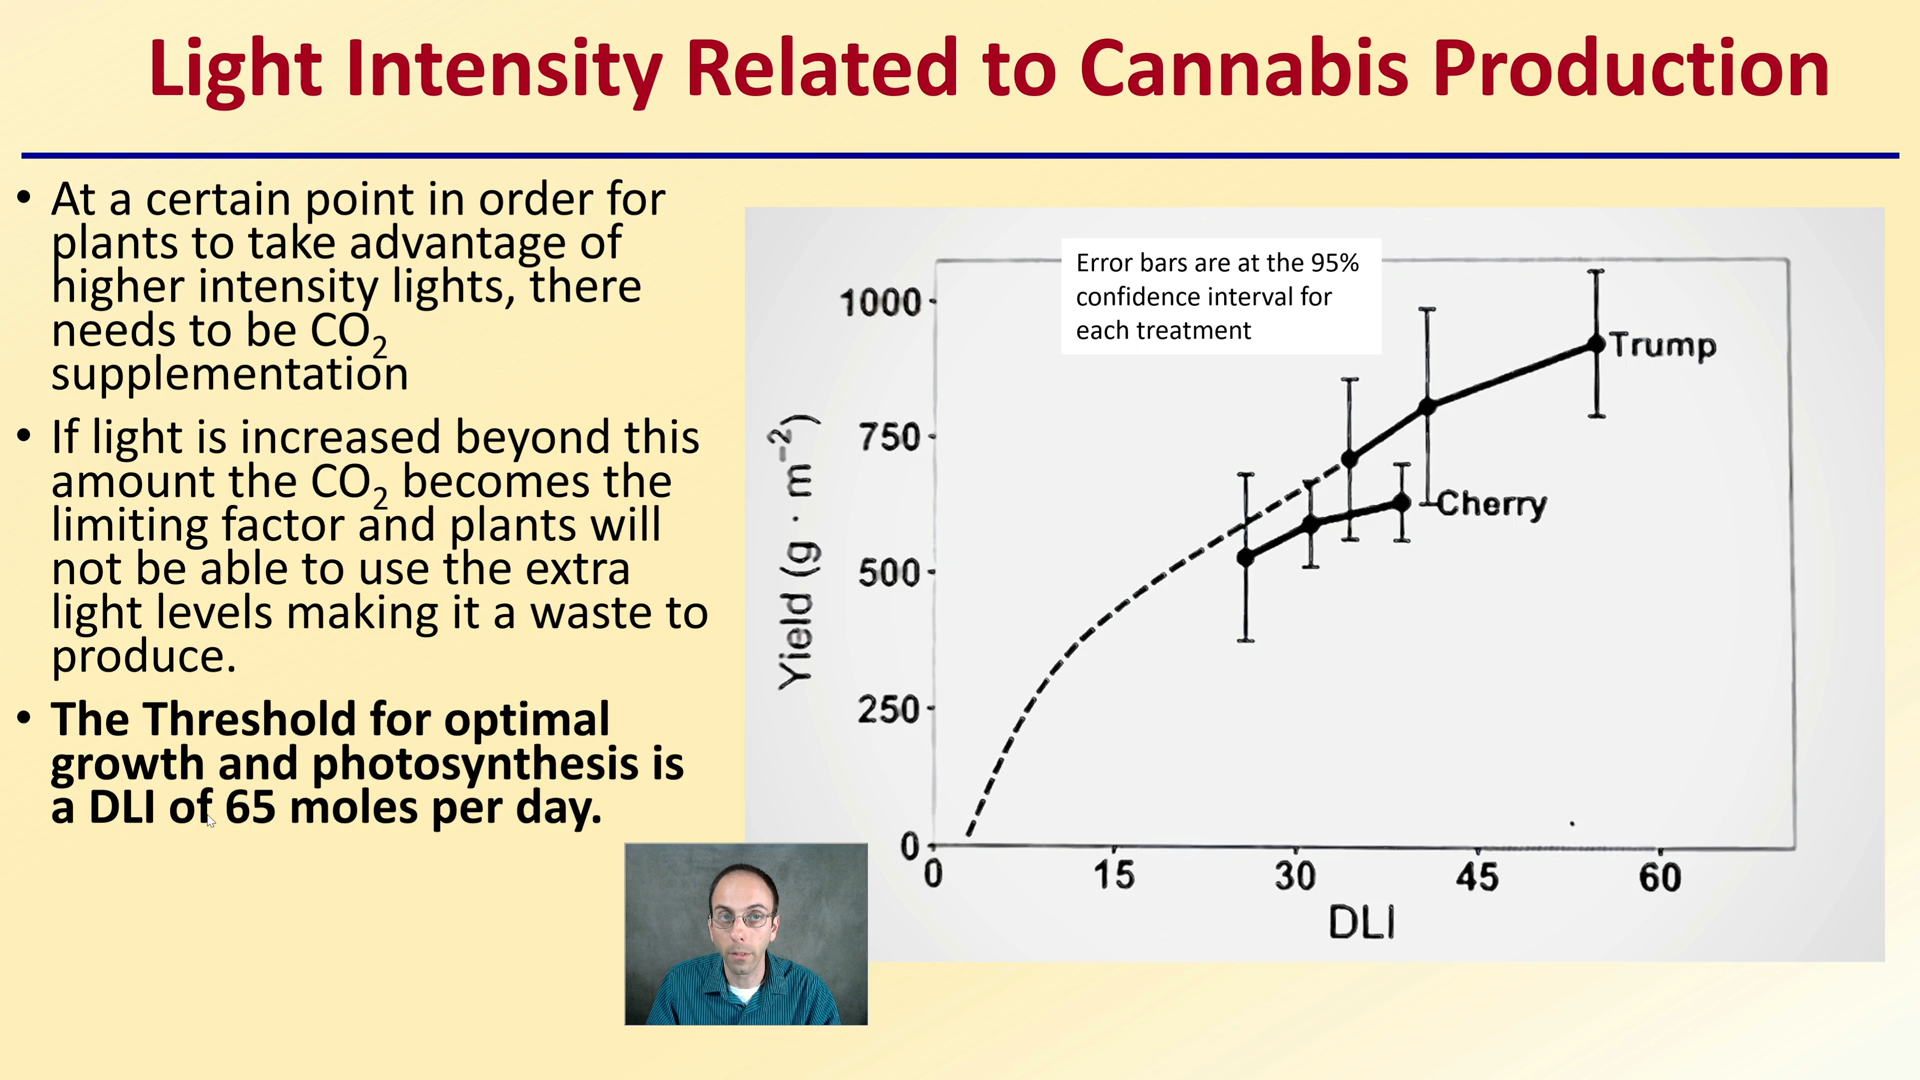 Light Intensity Related to Cannabis Production
• At a certain point in order for
plants to take advantage of
higher intensity lights, there
needs to be CO₂
supplementation
• If light is increased beyond this
amount the CO₂ becomes the
limiting factor and plants will
not be able to use the extra
light levels making it a waste to
produce.
• The Threshold for optimal
growth and photosynthesis is
a DLI of 65 moles per day.
Error bars are at the 95%
confidence interval for
each treatment
Yield (g · m⁻²)
1000
750
500
250
0
Trump
Cherry
0 15 30 45 60
DLI